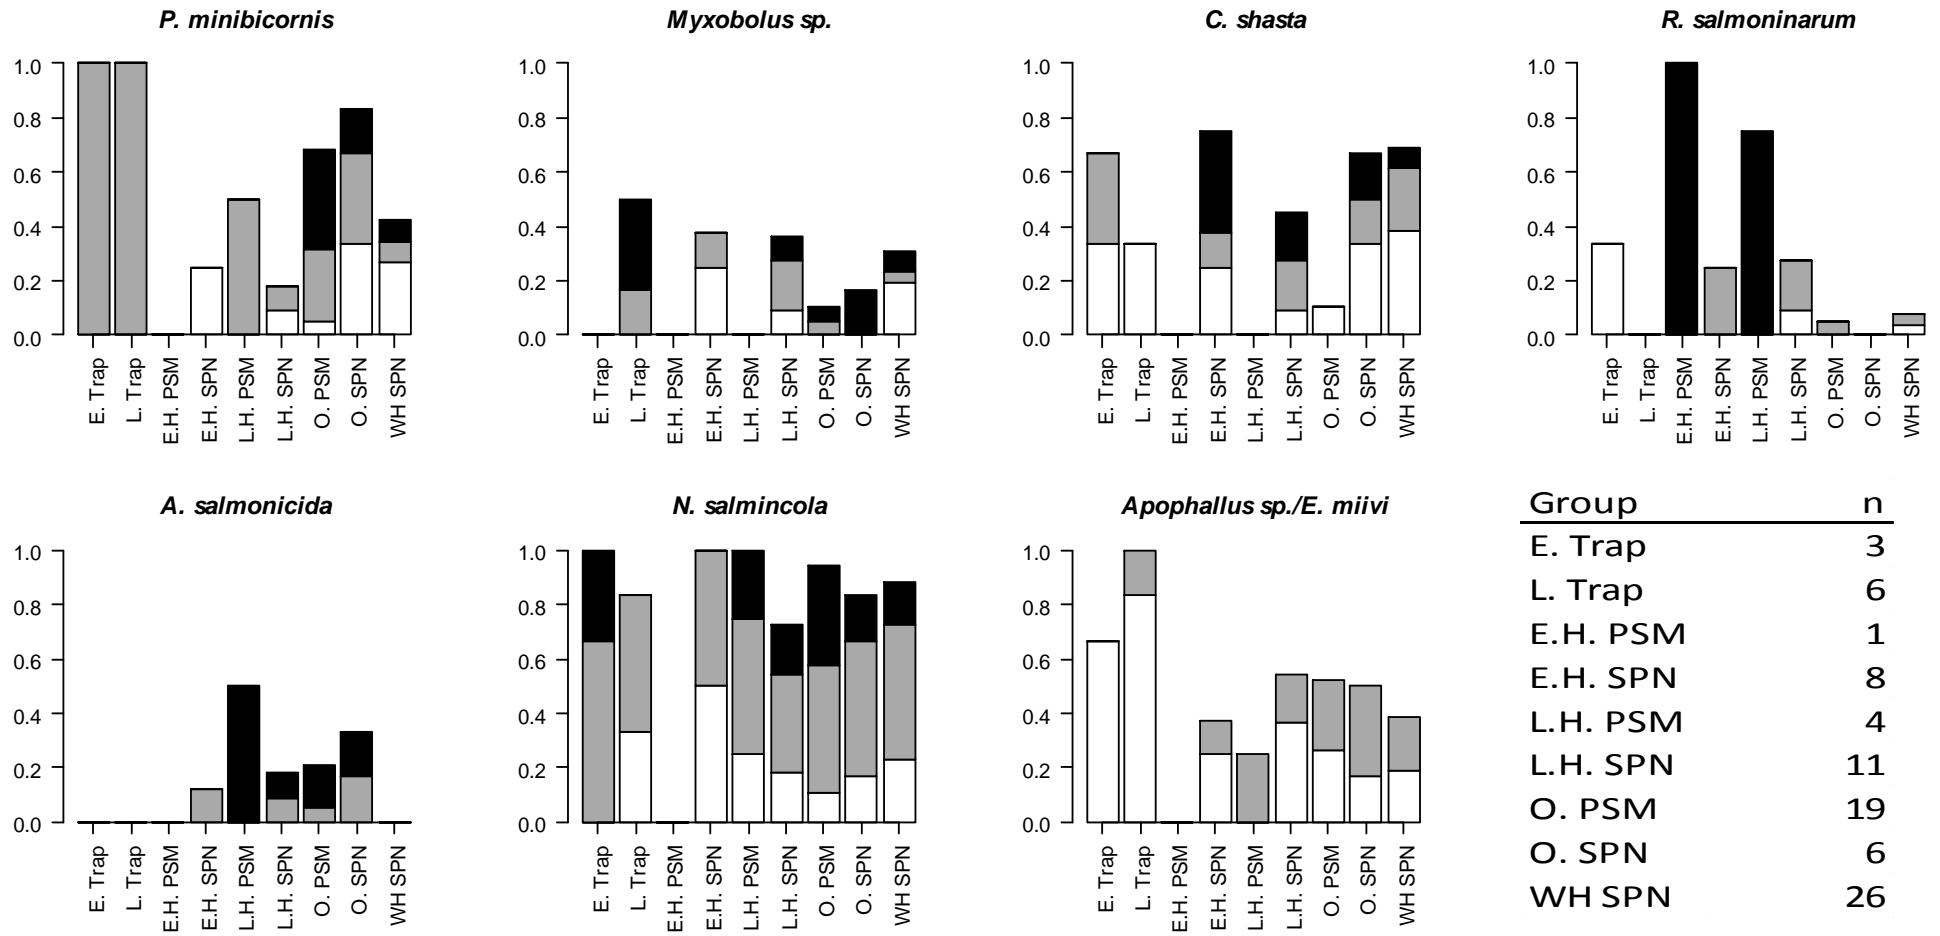 P. minibicornis
1.0
0.8
0.6
0.4
0.2
0.0
E. Trap
L. Trap
E.H. PSM
E.H. SPN
L.H. PSM
L.H. SPN
O. PSM
O. SPN
WH SPN
Myxobolus sp.
1.0
0.8
0.6
0.4
0.2
0.0
E. Trap
L. Trap
E.H. PSM
E.H. SPN
L.H. PSM
L.H. SPN
O. PSM
O. SPN
WH SPN
C. shasta
1.0
0.8
0.6
0.4
0.2
0.0
E. Trap
L. Trap
E.H. PSM
E.H. SPN
L.H. PSM
L.H. SPN
O. PSM
O. SPN
WH SPN
R. salmoninarum
1.0
0.8
0.6
0.4
0.2
0.0
E. Trap
L. Trap
E.H. PSM
E.H. SPN
L.H. PSM
L.H. SPN
O. PSM
O. SPN
WH SPN
A. salmonicida
1.0
0.8
0.6
0.4
0.2
0.0
E. Trap
L. Trap
E.H. PSM
E.H. SPN
L.H. PSM
L.H. SPN
O. PSM
O. SPN
WH SPN
N. salmincola
1.0
0.8
0.6
0.4
0.2
0.0
E. Trap
L. Trap
E.H. PSM
E.H. SPN
L.H. PSM
L.H. SPN
O. PSM
O. SPN
WH SPN
Apophallus sp./E. miivi
1.0
0.8
0.6
0.4
0.2
0.0
E. Trap
L. Trap
E.H. PSM
E.H. SPN
L.H. PSM
L.H. SPN
O. PSM
O. SPN
WH SPN
Group n
E. Trap 3
L. Trap 6
E.H. PSM 1
E.H. SPN 8
L.H. PSM 4
L.H. SPN 11
O. PSM 19
O. SPN 6
WH SPN 26